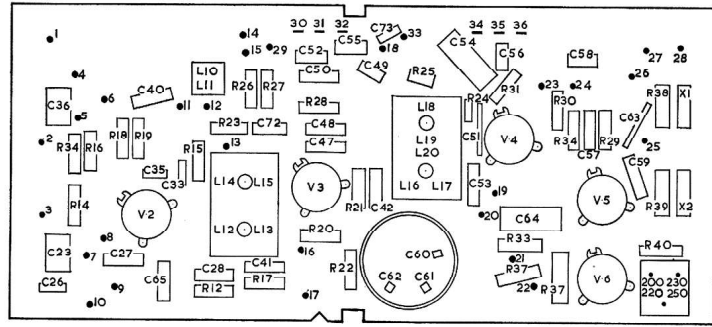 30 31 32
C73
33
34 35 36
1
14
15 29
C52
C55
18
C54
C56
C58
27
28
26
4
6
C40
L10
L11
R26
R27
C50
C49
R25
R31
23
24
R38
X1
C36
5
11
12
R28
L18
R24
R30
C63
2
R34
R16
R18
R19
R23
C72
C48
L19
C51
V·4
R34
C57
R29
25
13
C47
L20
R15
C35
C33
L14
L15
V·3
R21
C42
L16
L17
C53
19
C59
3
R14
V·2
20
C64
V·5
R39
X2
L12
L13
R20
8
C23
7
C27
16
C60
R33
21
R40
C26
C65
C28
C41
R22
R37
R12
R17
C62
C61
22
R37
V·6
200 230
220 250
9
10
17